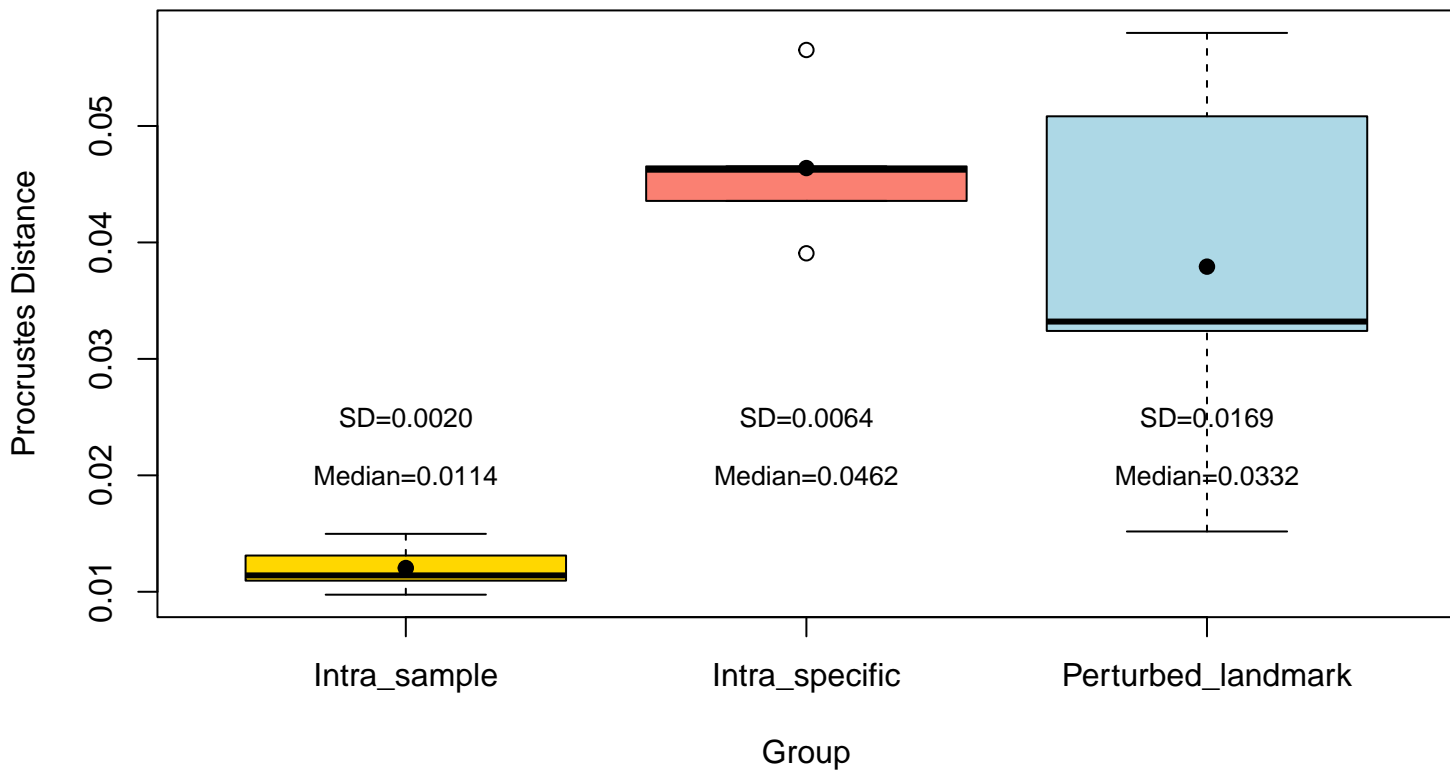 Procrustes Distance
0.05
0.04
0.03
0.02
0.01
SD=0.0020
SD=0.0064
SD=0.0169
Median=0.0114
Median=0.0462
Median=0.0332
Intra_sample
Intra_specific
Perturbed_landmark
Group